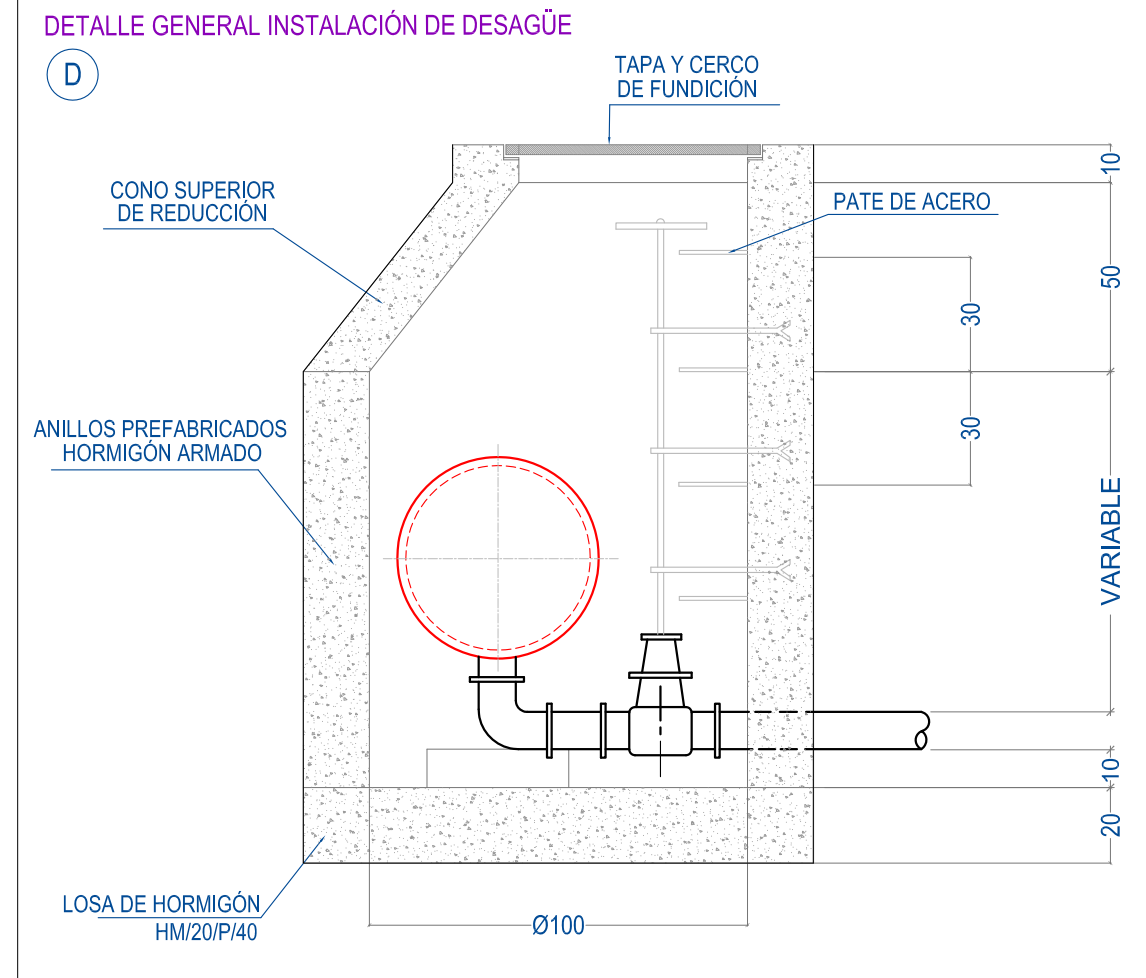 DETALLE GENERAL INSTALACIÓN DE DESAGÜE
D
TAPA Y CERCO
DE FUNDICIÓN
CONO SUPERIOR
DE REDUCCIÓN
PATE DE ACERO
10
50
30
30
ANILLOS PREFABRICADOS
HORMIGÓN ARMADO
VARIABLE
10
20
LOSA DE HORMIGÓN
HM/20/P/40
Ø100